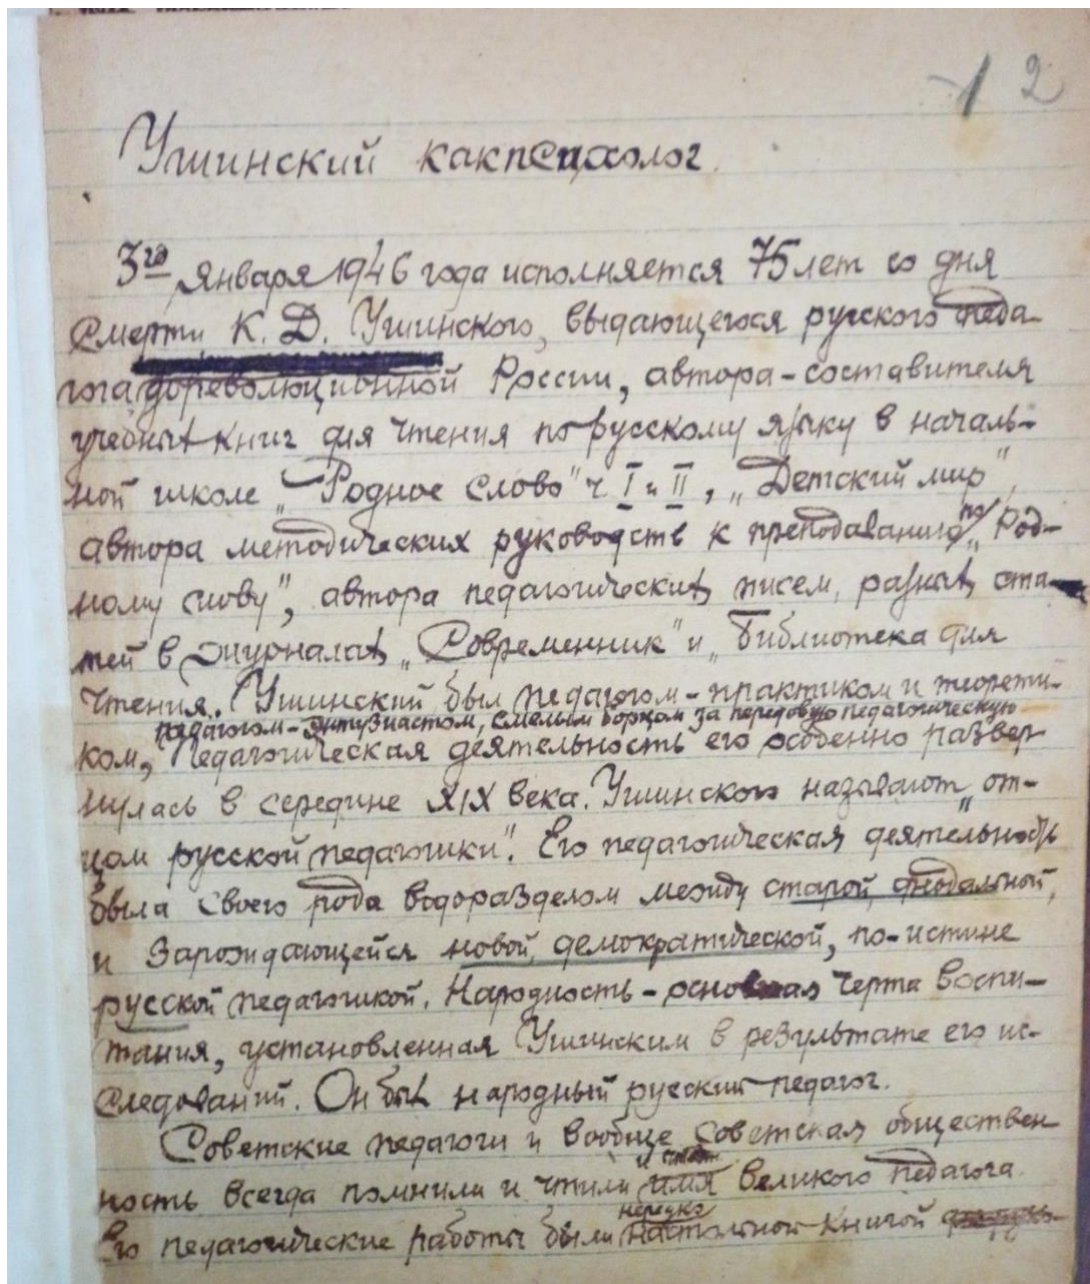 12
Ушинский как психолог.
3го Января 1946 года исполняется 75 лет со дня
смерти К. Д. Ушинского, выдающегося русского педа-
гога дореволюционной России, автора-составителя
учебных книг для чтения по русскому языку в началь-
ной школе „Родное слово" ч I и II, „Детский мир",
автора методических руководств к преподаванию по „Род-
ному слову", автора педагогических писем, разных ста-
тей в журналах „Современник" и „Библиотека для
чтения. Ушинский был педагогом-практиком и теорети-
педагогом-энтузиастом, смелым борцом за передовую педагогическую
ком, Педагогическая деятельность его особенно развер
нулась в середине XIX века. Ушинского называют „от-
цом русской педагогики". Его педагогическая деятельность
была своего рода водоразделом между старой, феодальной,
и зарождающейся новой, демократической, по-истине
русской педагогикой. Народность - основная черта воспи-
тания, установленная Ушинским в результате его ис-
следований. Он был народный русский педагог.
Советские педагоги и вообще советская обществен
ность всегда помнили и чтили имя великого педагога.
нередко
Его педагогические работы были настольной книгой